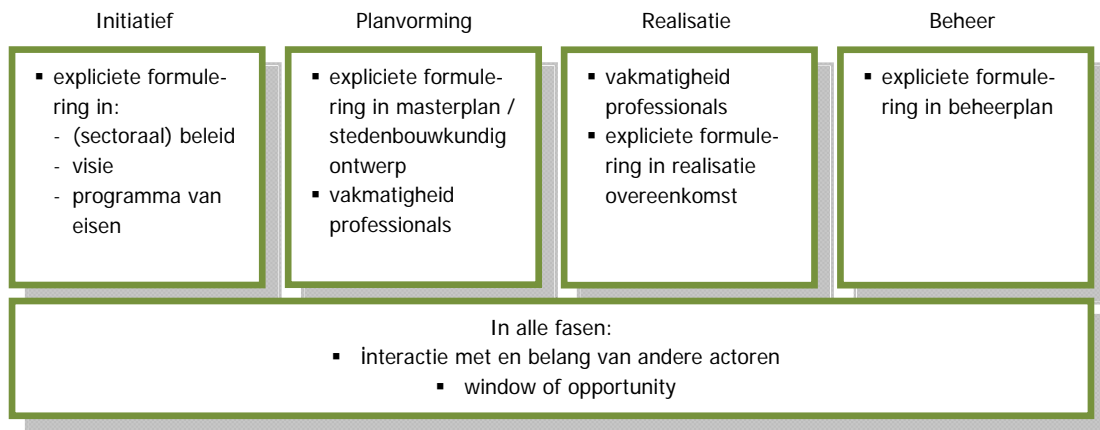 Initiatief
▪ expliciete formule-
ring in:
- (sectoraal) beleid
- visie
- programma van
eisen
Planvorming
▪ expliciete formule-
ring in masterplan /
stedenbouwkundig
ontwerp
▪ vakmatigheid
professionals
Realisatie
▪ vakmatigheid
professionals
▪ expliciete formule-
ring in realisatie
overeenkomst
Beheer
▪ expliciete formule-
ring in beheerplan
In alle fasen:
▪ interactie met en belang van andere actoren
▪ window of opportunity